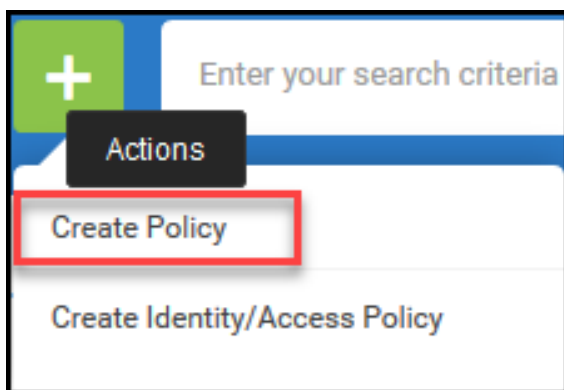 Enter your search criteria
Actions
Create Policy
Create Identity/Access Policy